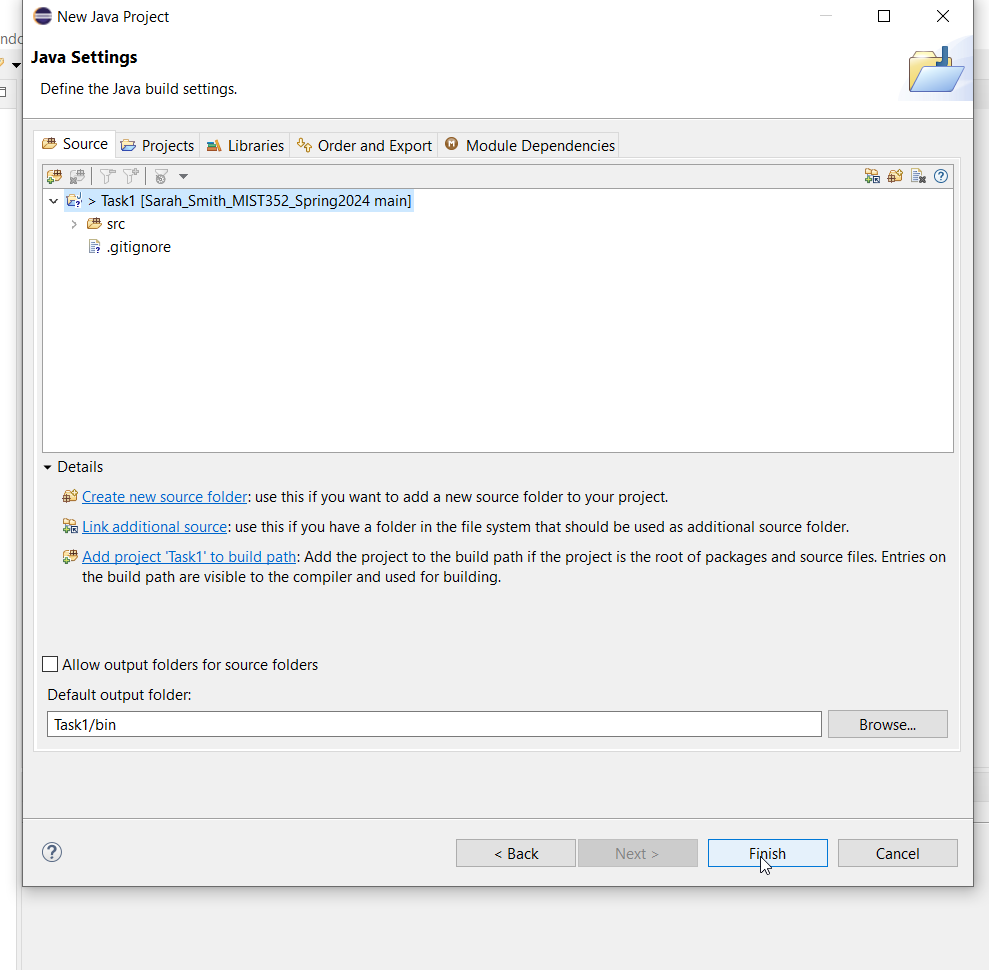 New Java Project
ndo
Java Settings
Define the Java build settings.
Source Projects Libraries Order and Export Module Dependencies
> Task1 [Sarah_Smith_MIST352_Spring2024 main]
src
.gitignore
Details
Create new source folder: use this if you want to add a new source folder to your project.
Link additional source: use this if you have a folder in the file system that should be used as additional source folder.
Add project 'Task1' to build path: Add the project to the build path if the project is the root of packages and source files. Entries on
the build path are visible to the compiler and used for building.
Allow output folders for source folders
Default output folder:
Task1/bin Browse...
< Back Next > Finish Cancel